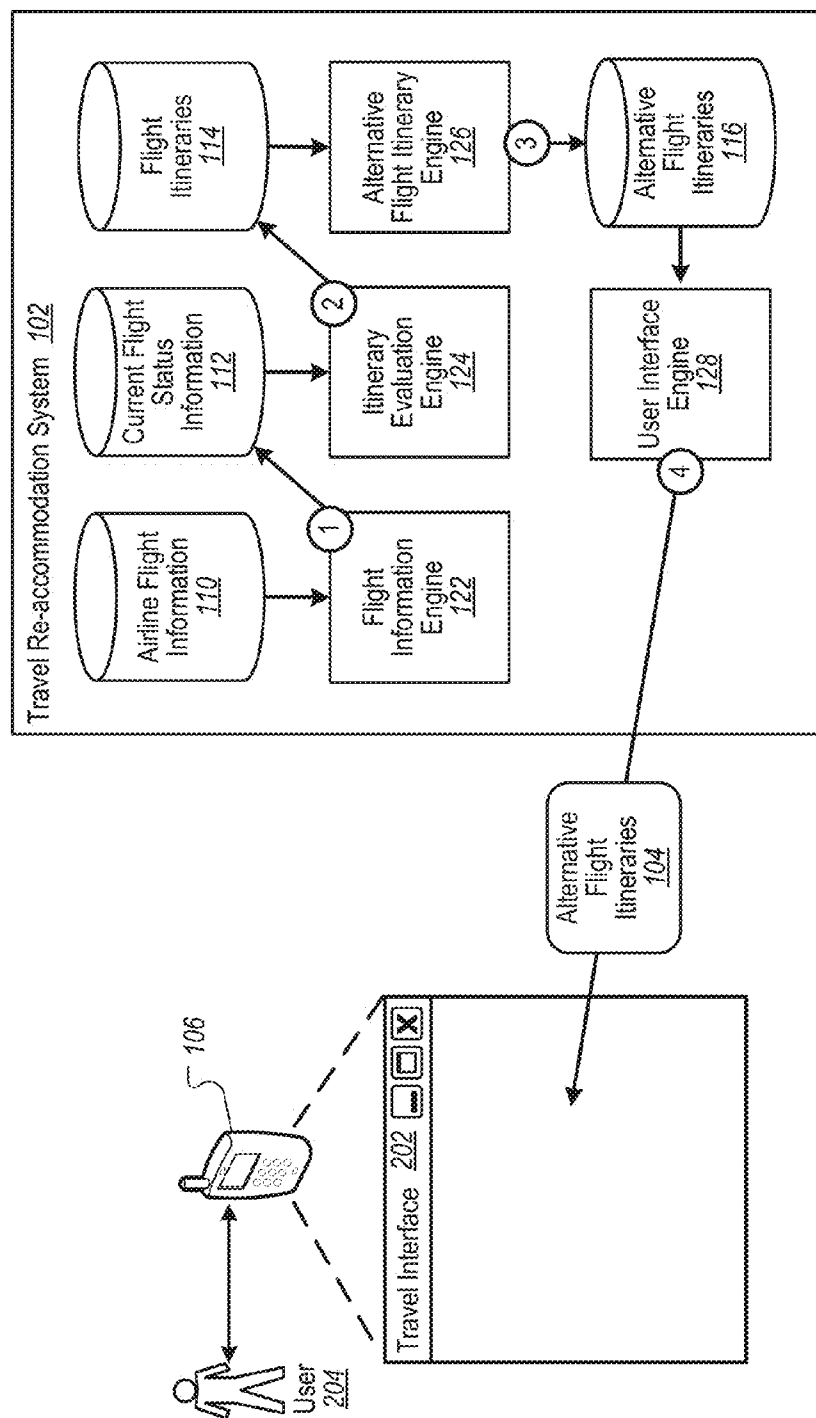 Travel Re-accommodation System 102
Airline Flight
Information
110
Current Flight
Status
Information
112
Flight
Itineraries
114
1
2
Flight
Information
Engine
122
Itinerary
Evaluation
Engine
124
Alternative
Flight Itinerary
Engine
126
3
User Interface
Engine
128
4
Alternative
Flight
Itineraries
116
Alternative
Flight
Itineraries
104
106
User
204
Travel Interface 202